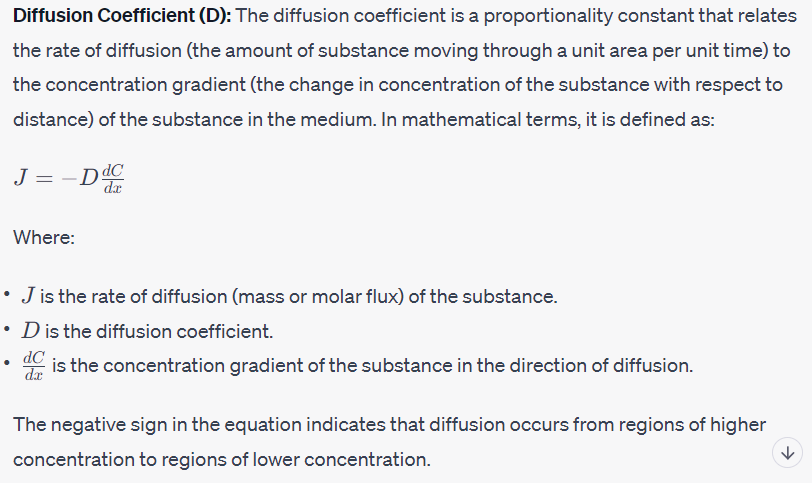 Diffusion Coefficient (D): The diffusion coefficient is a proportionality constant that relates
the rate of diffusion (the amount of substance moving through a unit area per unit time) to
the concentration gradient (the change in concentration of the substance with respect to
distance) of the substance in the medium. In mathematical terms, it is defined as:
J = −D dC/dx
Where:
• J is the rate of diffusion (mass or molar flux) of the substance.
• D is the diffusion coefficient.
• dC/dx is the concentration gradient of the substance in the direction of diffusion.
The negative sign in the equation indicates that diffusion occurs from regions of higher
concentration to regions of lower concentration.